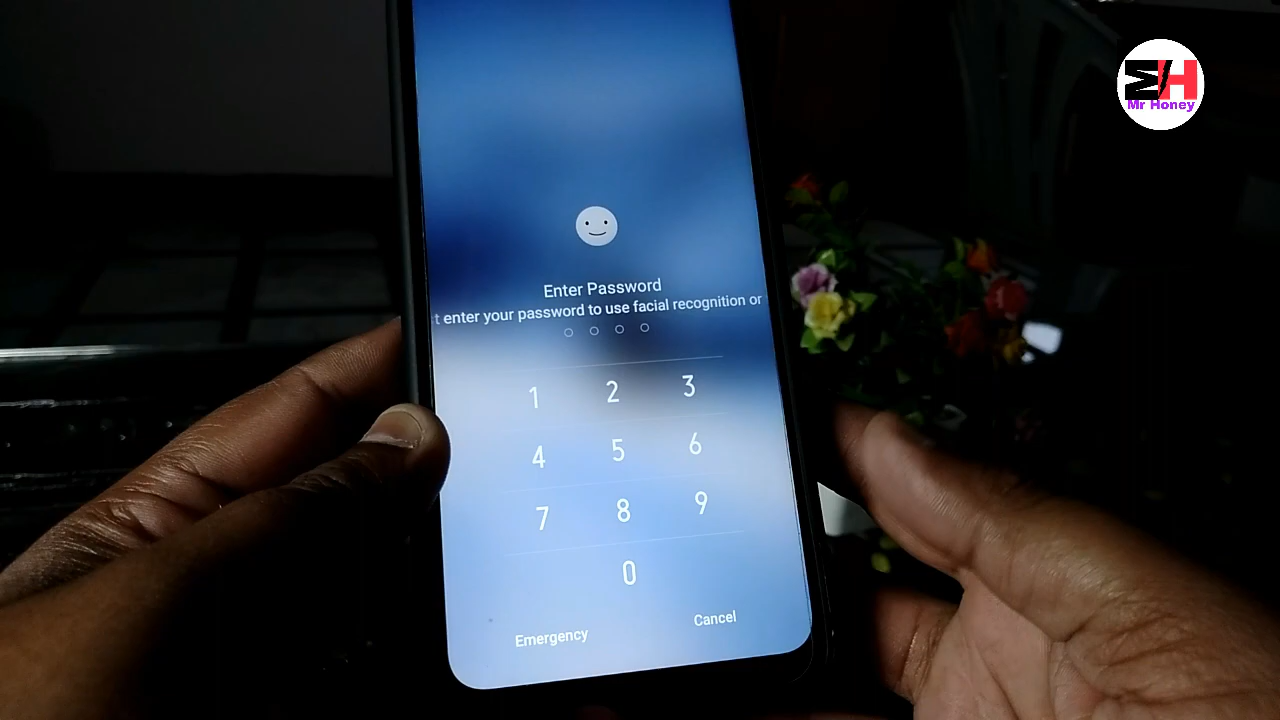 MH
Mr Honey
Enter Password
t enter your password to use facial recognition or
1 2 3
4 5 6
7 8 9
0
Emergency Cancel